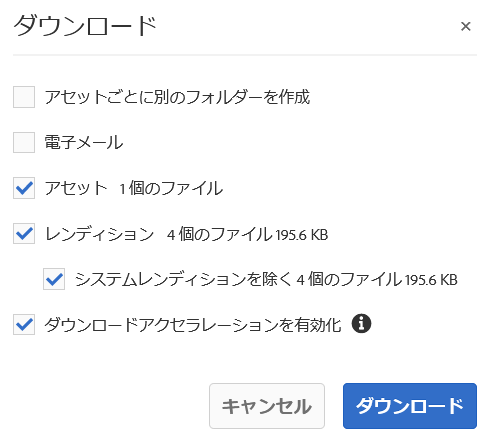 ダウンロード
アセットごとに別のフォルダーを作成
電子メール
アセット 1 個のファイル
レンディション 4 個のファイル 195.6 KB
システムレンディションを除く 4 個のファイル 195.6 KB
ダウンロードアクセラレーションを有効化
キャンセル ダウンロード